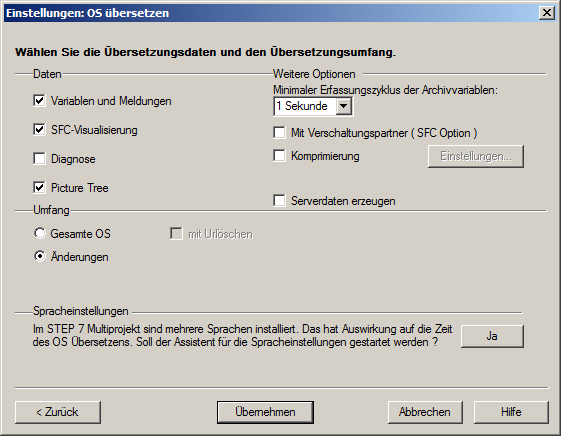 Einstellungen: OS übersetzen
Wählen Sie die Übersetzungsdaten und den Übersetzungsumfang.
Daten
Variablen und Meldungen
SFC-Visualisierung
Diagnose
Picture Tree
Weitere Optionen
Minimaler Erfassungszyklus der Archivvariablen:
1 Sekunde
Mit Verschaltungspartner ( SFC Option )
Komprimierung
Einstellungen...
Serverdaten erzeugen
Umfang
Gesamte OS
mit Urlöschen
Änderungen
Spracheinstellungen
Im STEP 7 Multiprojekt sind mehrere Sprachen installiert. Das hat Auswirkung auf die Zeit
des OS Übersetzens. Soll der Assistent für die Spracheinstellungen gestartet werden ?
Ja
< Zurück
Übernehmen
Abbrechen
Hilfe